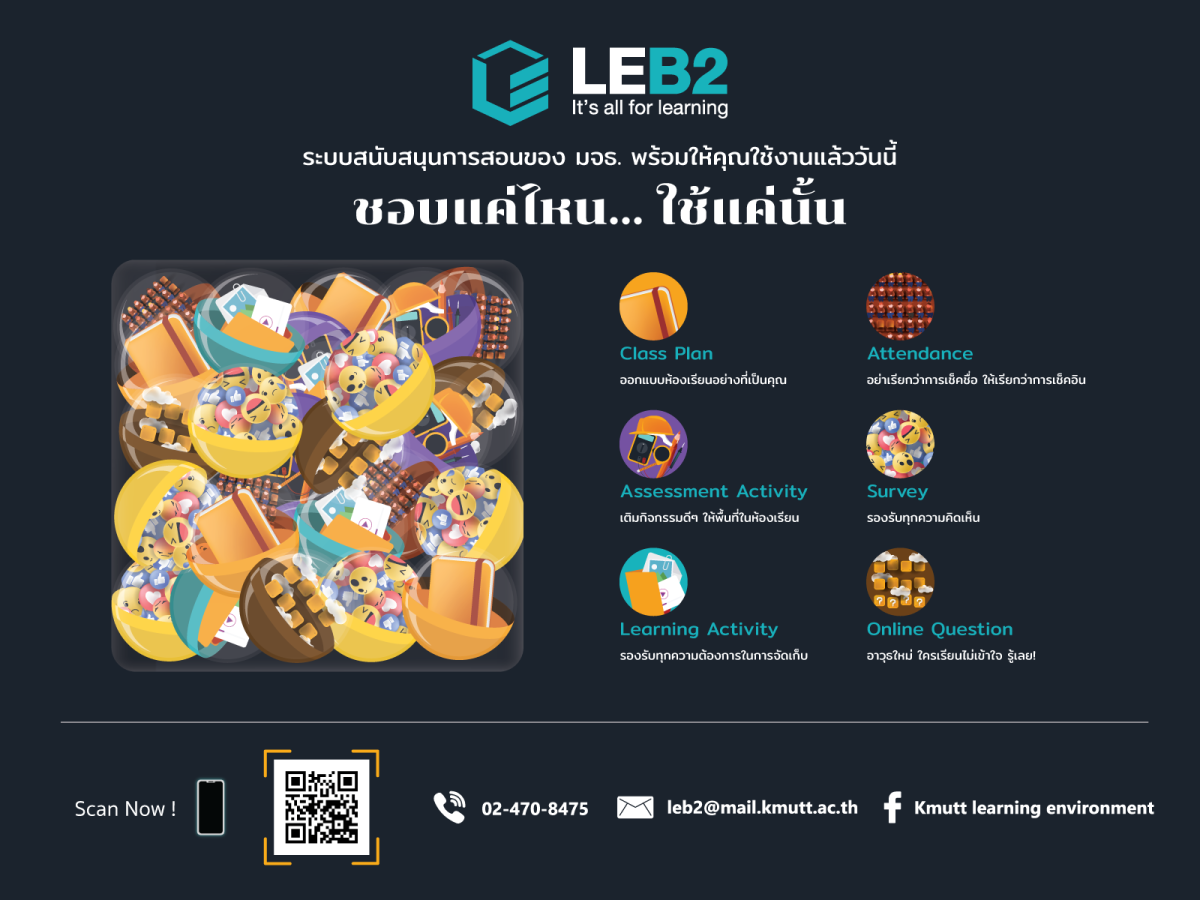 LEB2
It's all for learning
ระบบสนับสนุนการสอนของ มจธ. พร้อมให้คุณใช้งานแล้ววันนี้
ชอบแค่ไหน... ใช้แค่นั้น
Class Plan
ออกแบบห้องเรียนอย่างที่เป็นคุณ
Attendance
อย่าเรียกว่าการเช็คชื่อ ให้เรียกว่าการเช็คอิน
Assessment Activity
เติมกิจกรรมดีๆ ให้พื้นที่ในห้องเรียน
Survey
รองรับทุกความคิดเห็น
Learning Activity
รองรับทุกความต้องการในการจัดเก็บ
Online Question
อาวุธใหม่ ใครเรียนไม่เข้าใจ รู้เลย!
Scan Now !
02-470-8475
leb2@mail.kmutt.ac.th
Kmutt learning environment